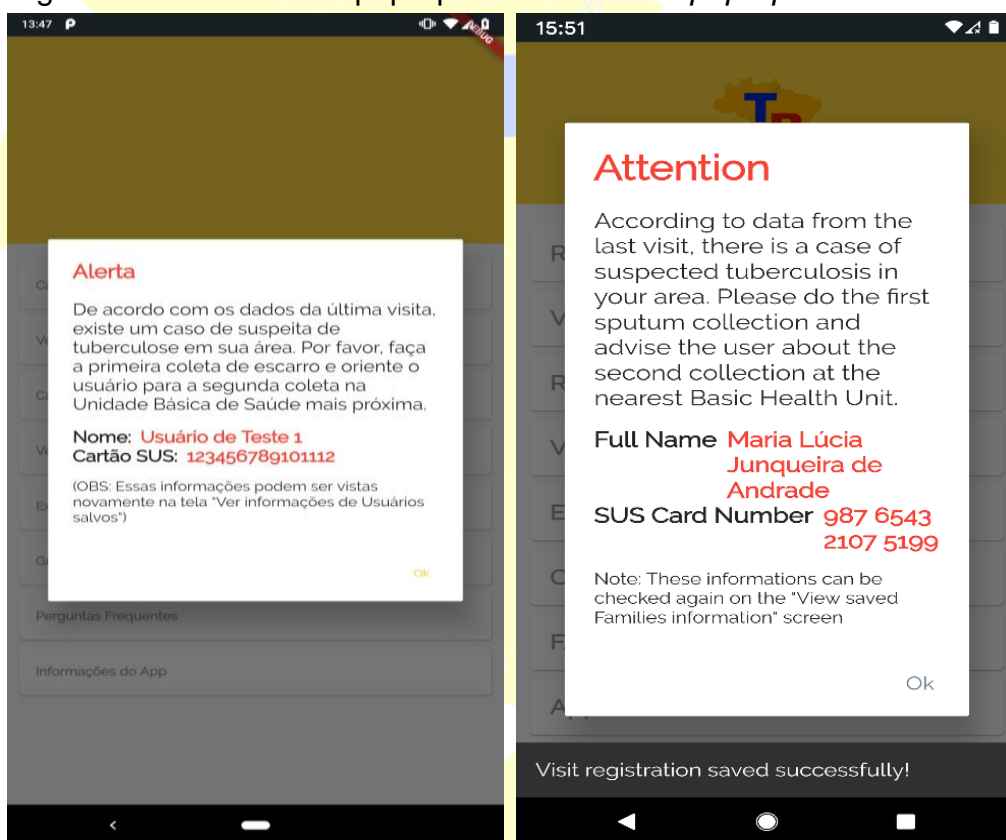 13:47
Alerta
De acordo com os dados da última visita,
existe um caso de suspeita de
tuberculose em sua área. Por favor, faça
a primeira coleta de escarro e oriente o
usuário para a segunda coleta na
Unidade Básica de Saúde mais próxima.
Nome: Usuário de Teste 1
Cartão SUS: 123456789101112
(OBS: Essas informações podem ser vistas
novamente na tela "Ver informações de Usuários
salvos")
Ok
Perguntas Frequentes
Informações do App
15:51
Attention
According to data from the
last visit, there is a case of
suspected tuberculosis in
your area. Please do the first
sputum collection and
advise the user about the
second collection at the
nearest Basic Health Unit.
Full Name Maria Lúcia
Junqueira de
Andrade
SUS Card Number 987 6543
2107 5199
Note: These informations can be
checked again on the "View saved
Families information" screen
Ok
Visit registration saved successfully!